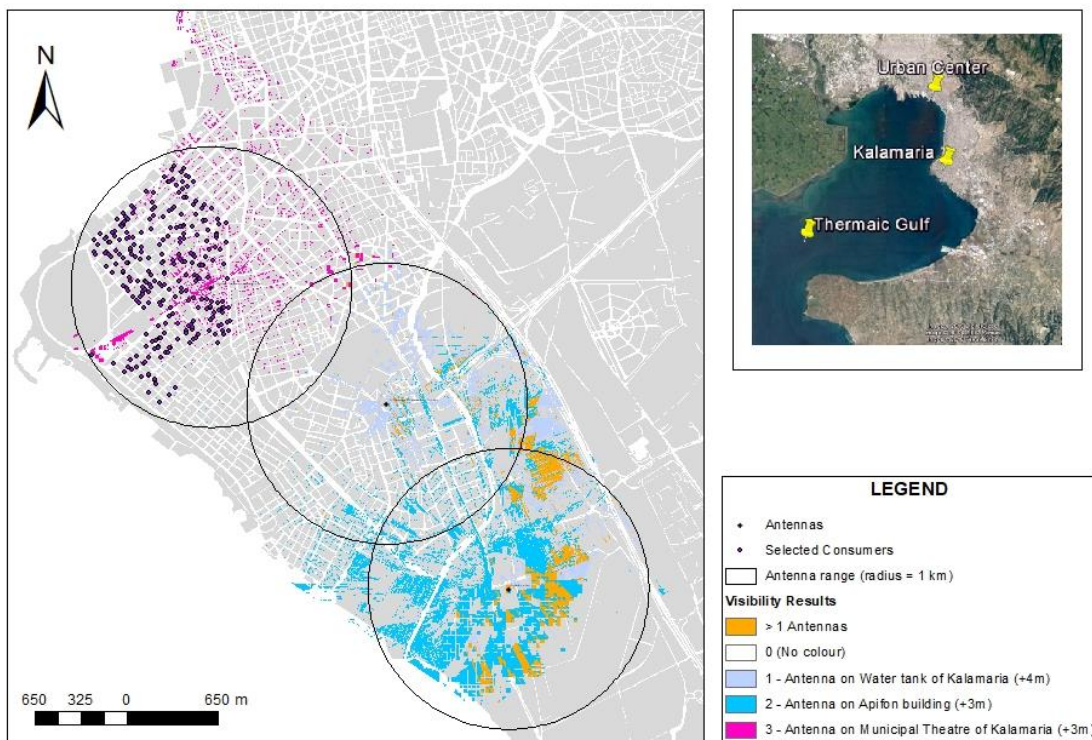 N
650 325 0 650 m
Urban Center
Kalamaria
Thermaic Gulf
LEGEND
Antennas
Selected Consumers
Antenna range (radius = 1 km)
Visibility Results
> 1 Antennas
0 (No colour)
1 - Antenna on Water tank of Kalamaria (+4m)
2 - Antenna on Apifon building (+3m)
3 - Antenna on Municipal Theatre of Kalamaria (+3m)